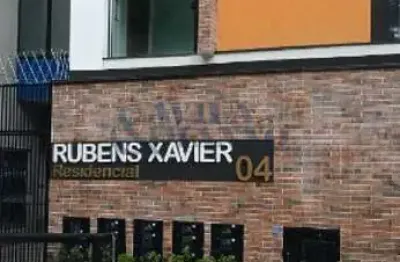 RUBENS XAVIER
Residencial 04